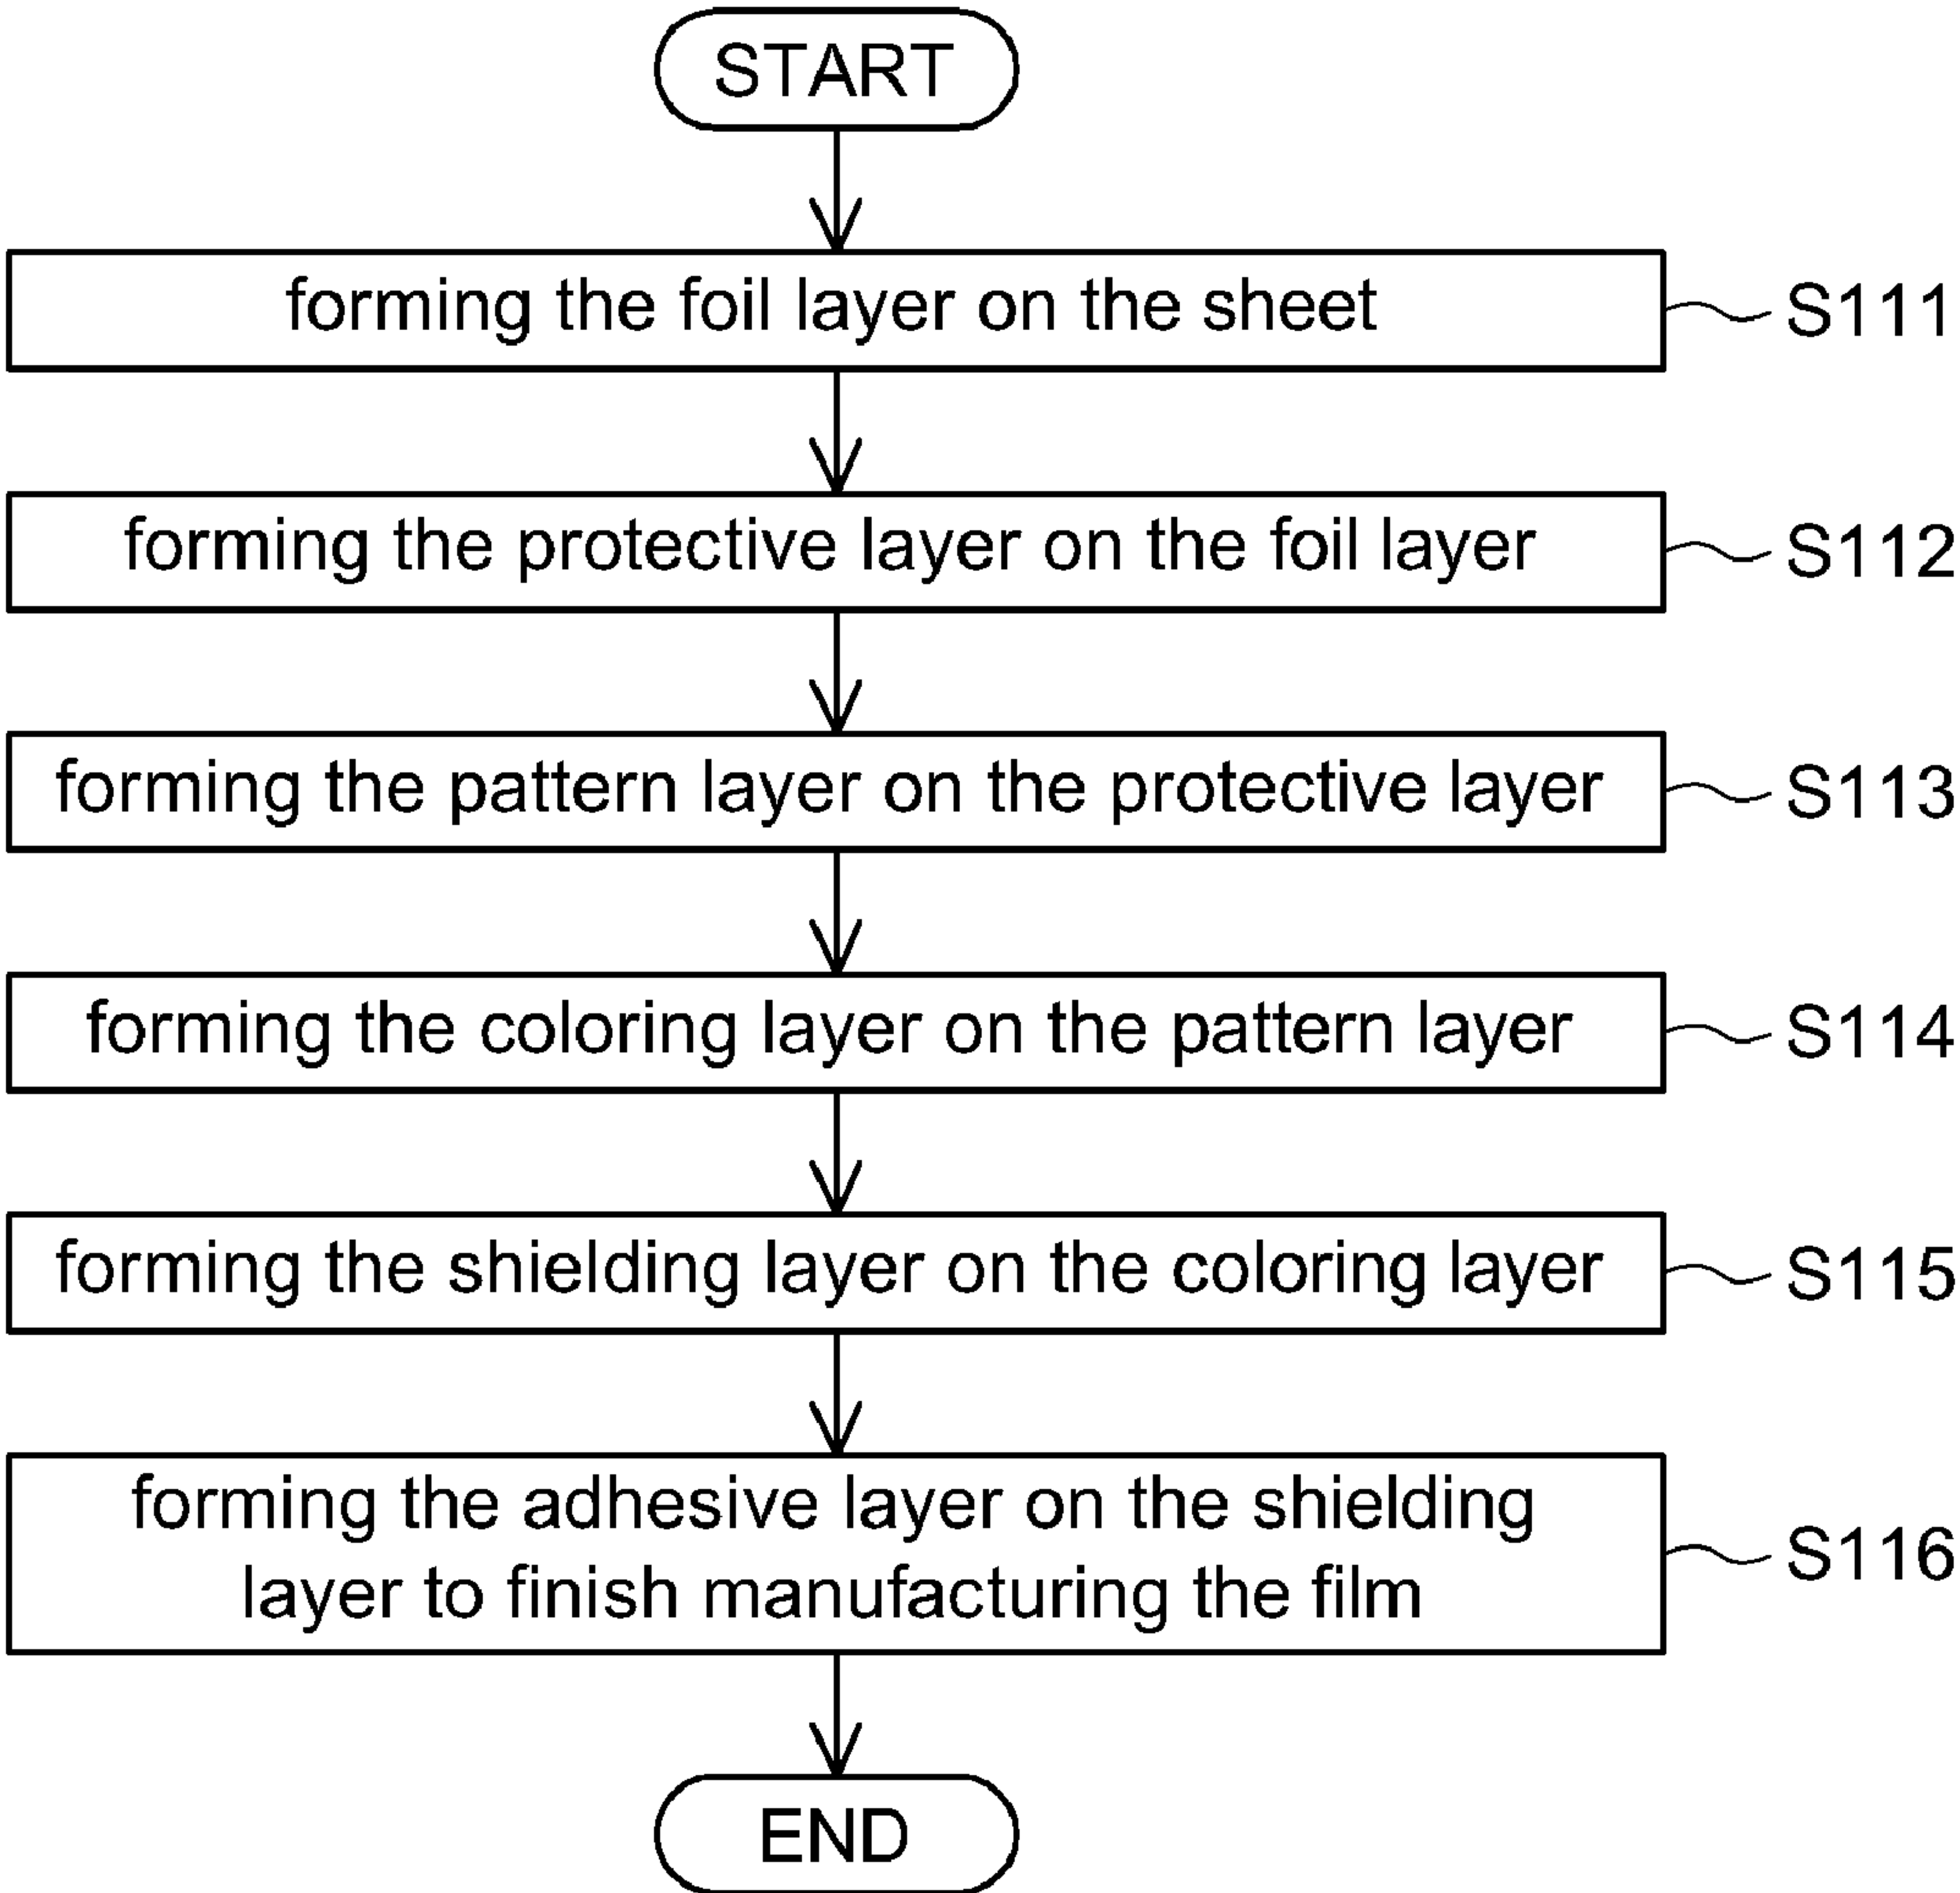 START
forming the foil layer on the sheet
S111
forming the protective layer on the foil layer
S112
forming the pattern layer on the protective layer
S113
forming the coloring layer on the pattern layer
S114
forming the shielding layer on the coloring layer
S115
forming the adhesive layer on the shielding
layer to finish manufacturing the film
S116
END